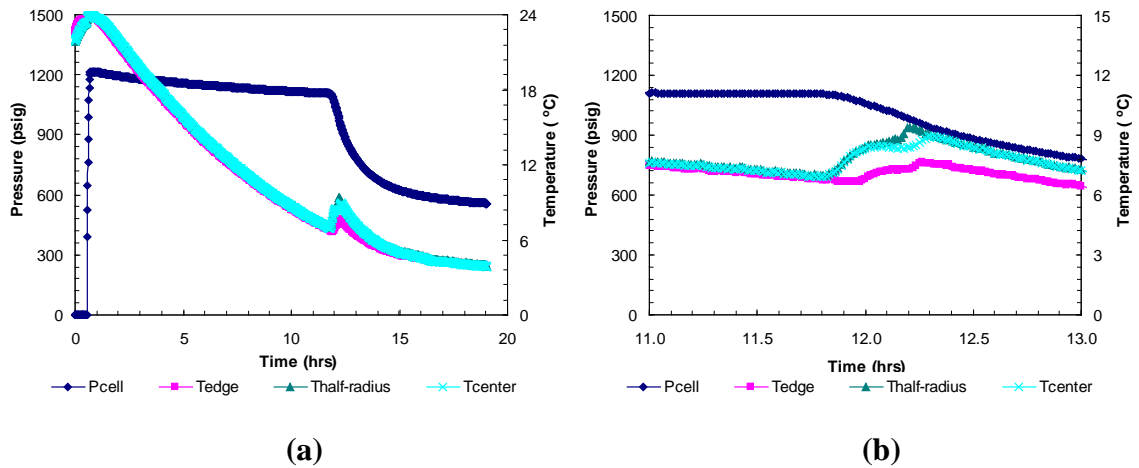 1500
1200
900
600
300
0
Pressure (psig)
24
18
12
6
0
Temperature ( °C)
0 5 10 15 20
Time (hrs)
Pcell Tedge Thalf-radius Tcenter
(a)
1500
1200
900
600
300
0
Pressure (psig)
15
12
9
6
3
0
Temperature ( °C)
11.0 11.5 12.0 12.5 13.0
Time (hrs)
Pcell Tedge Thalf-radius Tcenter
(b)